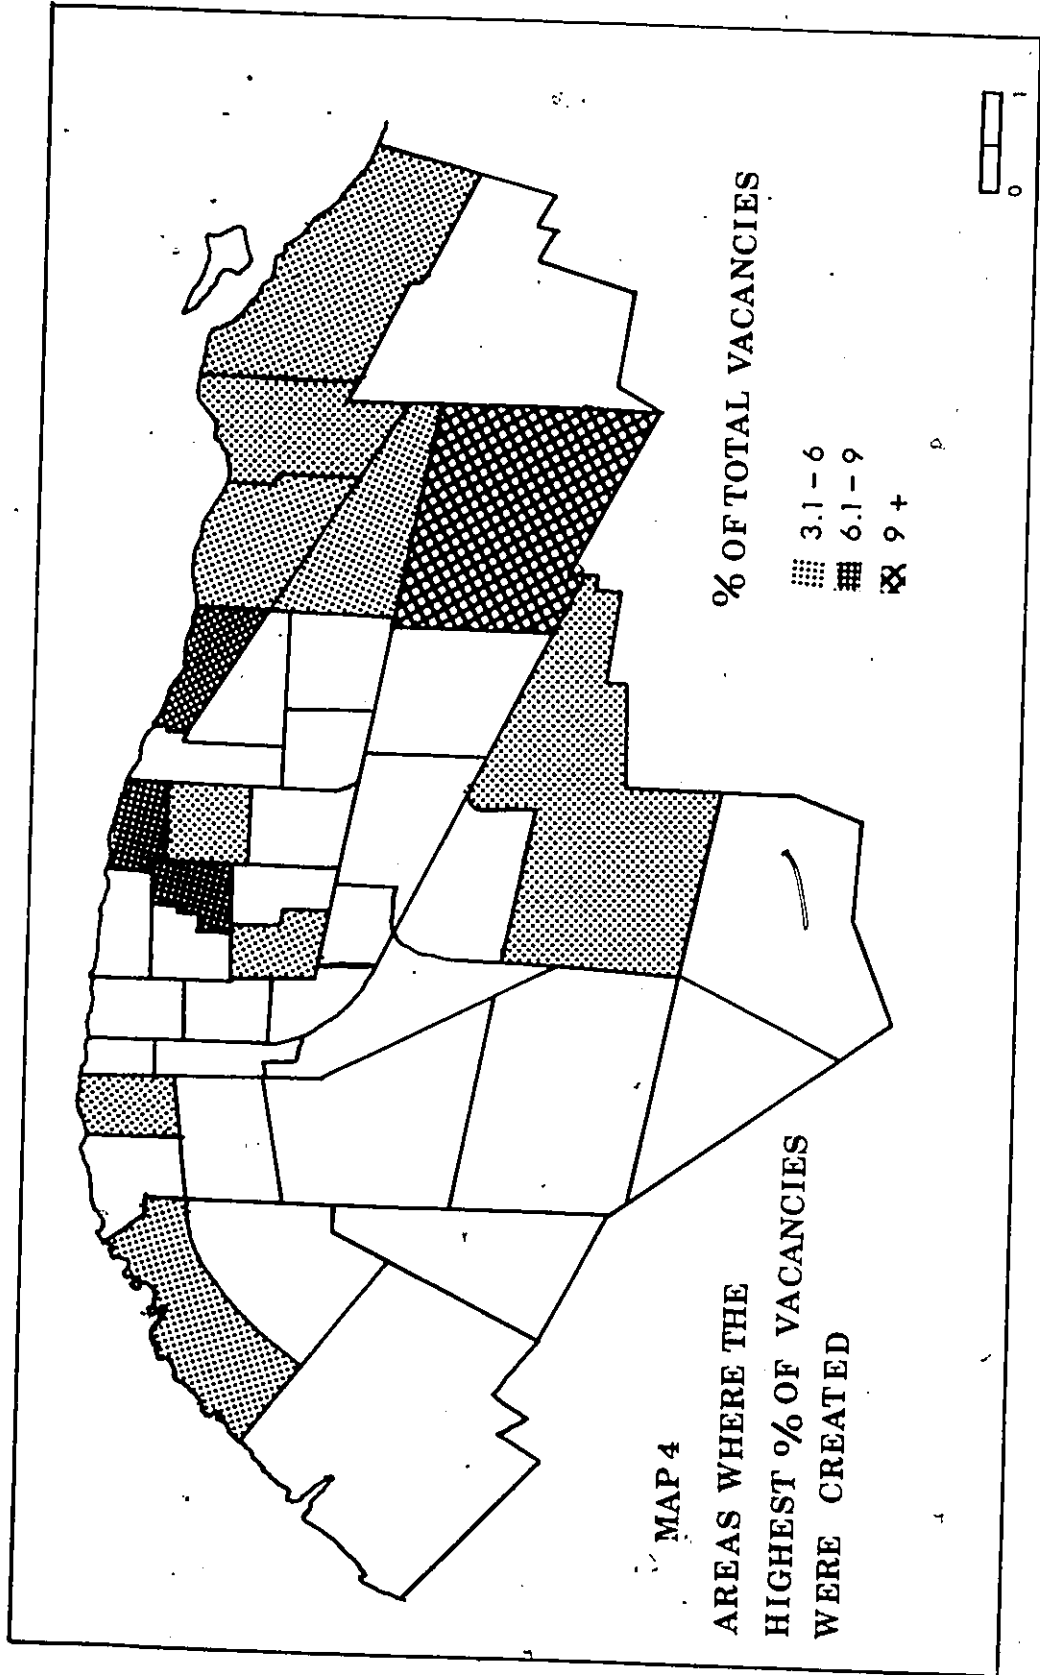 MAP 4
AREAS WHERE THE
HIGHEST % OF VACANCIES
WERE CREATED
% OF TOTAL VACANCIES
3.1 – 6
6.1 – 9
9 +
0 1